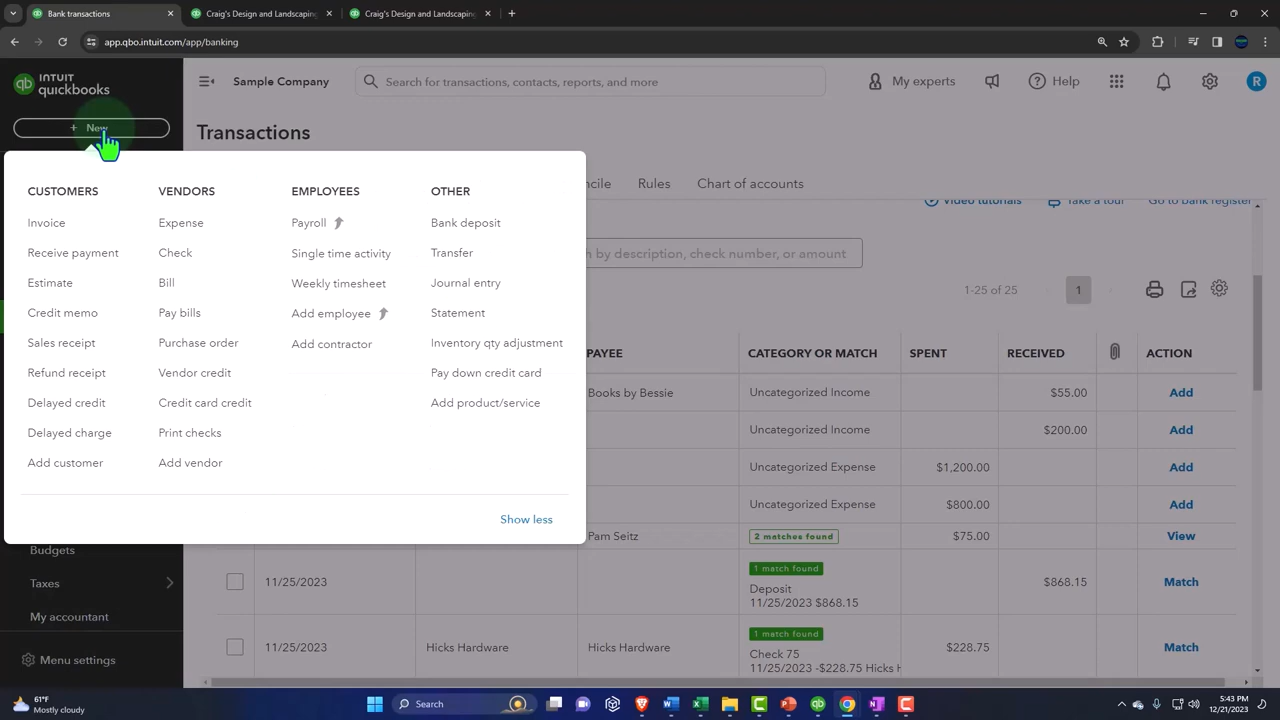 Bank transactions
Craig's Design and Landscaping
Craig's Design and Landscaping
app.qbo.intuit.com/app/banking
INTUIT
quickbooks
Sample Company
Search for transactions, contacts, reports, and more
My experts
Help
R
+ New
Transactions
Reconcile
Rules
Chart of accounts
Video tutorials
Take a tour
Go to bank register
CUSTOMERS
Invoice
Receive payment
Estimate
Credit memo
Sales receipt
Refund receipt
Delayed credit
Delayed charge
Add customer
VENDORS
Expense
Check
Bill
Pay bills
Purchase order
Vendor credit
Credit card credit
Print checks
Add vendor
EMPLOYEES
Payroll
Single time activity
Weekly timesheet
Add employee
Add contractor
OTHER
Bank deposit
Transfer
Journal entry
Statement
Inventory qty adjustment
Pay down credit card
Add product/service
Show less
by description, check number, or amount
1-25 of 25
1
PAYEE CATEGORY OR MATCH SPENT RECEIVED ACTION
Books by Bessie Uncategorized Income $55.00 Add
Uncategorized Income $200.00 Add
Uncategorized Expense $1,200.00 Add
Uncategorized Expense $800.00 Add
Pam Seitz 2 matches found $75.00 View
1 match found
11/25/2023 Deposit $868.15 Match
11/25/2023 $868.15
1 match found
11/25/2023 Hicks Hardware Hicks Hardware Check 75 $228.75 Match
11/25/2023 -$228.75 Hicks H
Budgets
Taxes
My account
Menu settings
61°F
Mostly cloudy
Search
5:43 PM
12/21/2023